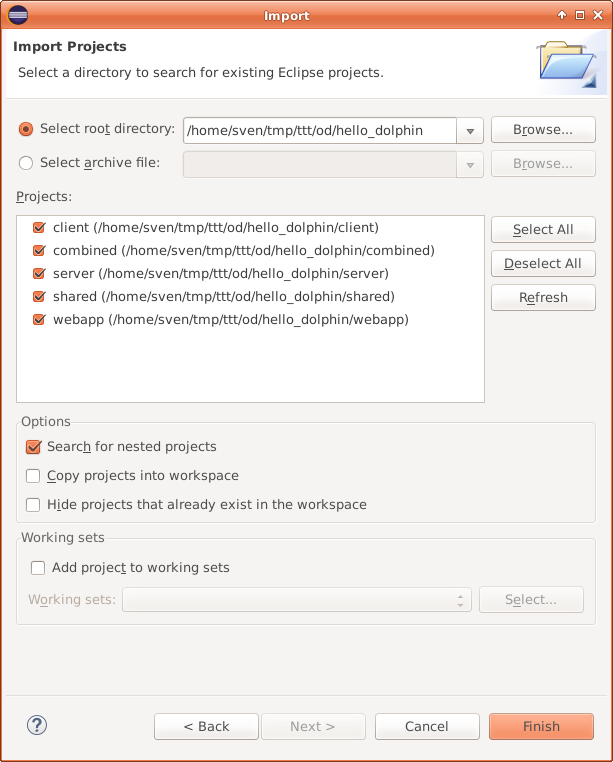 Import
Import Projects
Select a directory to search for existing Eclipse projects.
Select root directory: /home/sven/tmp/ttt/od/hello_dolphin Browse...
Select archive file: Browse...
Projects:
client (/home/sven/tmp/ttt/od/hello_dolphin/client)
combined (/home/sven/tmp/ttt/od/hello_dolphin/combined)
server (/home/sven/tmp/ttt/od/hello_dolphin/server)
shared (/home/sven/tmp/ttt/od/hello_dolphin/shared)
webapp (/home/sven/tmp/ttt/od/hello_dolphin/webapp)
Select All
Deselect All
Refresh
Options
Search for nested projects
Copy projects into workspace
Hide projects that already exist in the workspace
Working sets
Add project to working sets
Working sets: Select...
? < Back Next > Cancel Finish